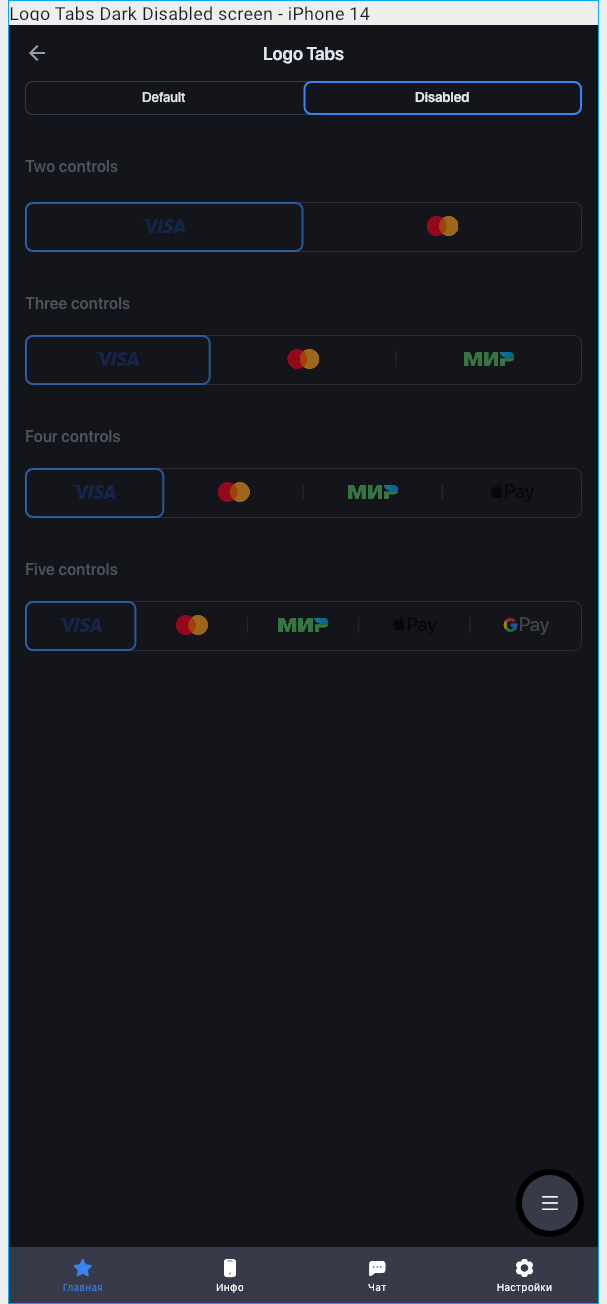 Logo Tabs Dark Disabled screen - iPhone 14
Logo Tabs
Default Disabled
Two controls
VISA
Three controls
VISA МИР
Four controls
VISA МИР Pay
Five controls
VISA МИР Pay GPay
Главная Инфо Чат Настройки